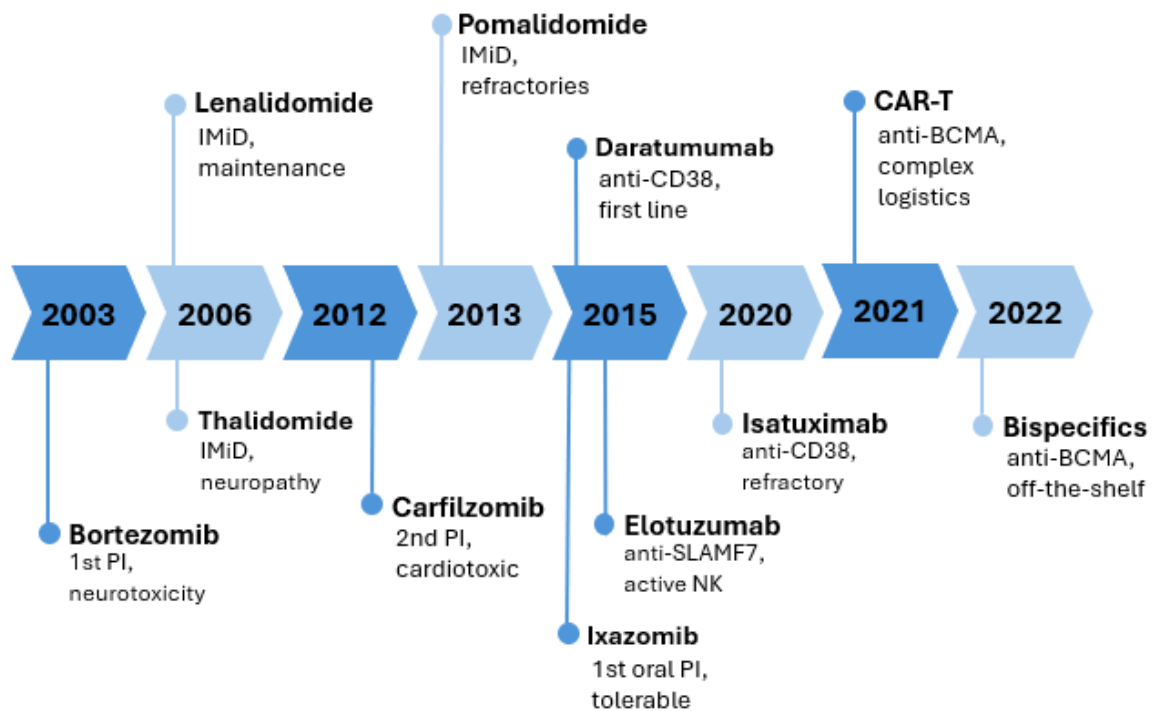 Pomalidomide
IMiD,
refractories
Lenalidomide
IMiD,
maintenance
CAR-T
anti-BCMA,
complex
logistics
Daratumumab
anti-CD38,
first line
2003
2006
2012
2013
2015
2020
2021
2022
Thalidomide
IMiD,
neuropathy
Isatuximab
anti-CD38,
refractory
Bispecifics
anti-BCMA,
off-the-shelf
Carfilzomib
2nd PI,
cardiotoxic
Bortezomib
1st PI,
neurotoxicity
Elotuzumab
anti-SLAMF7,
active NK
Ixazomib
1st oral PI,
tolerable